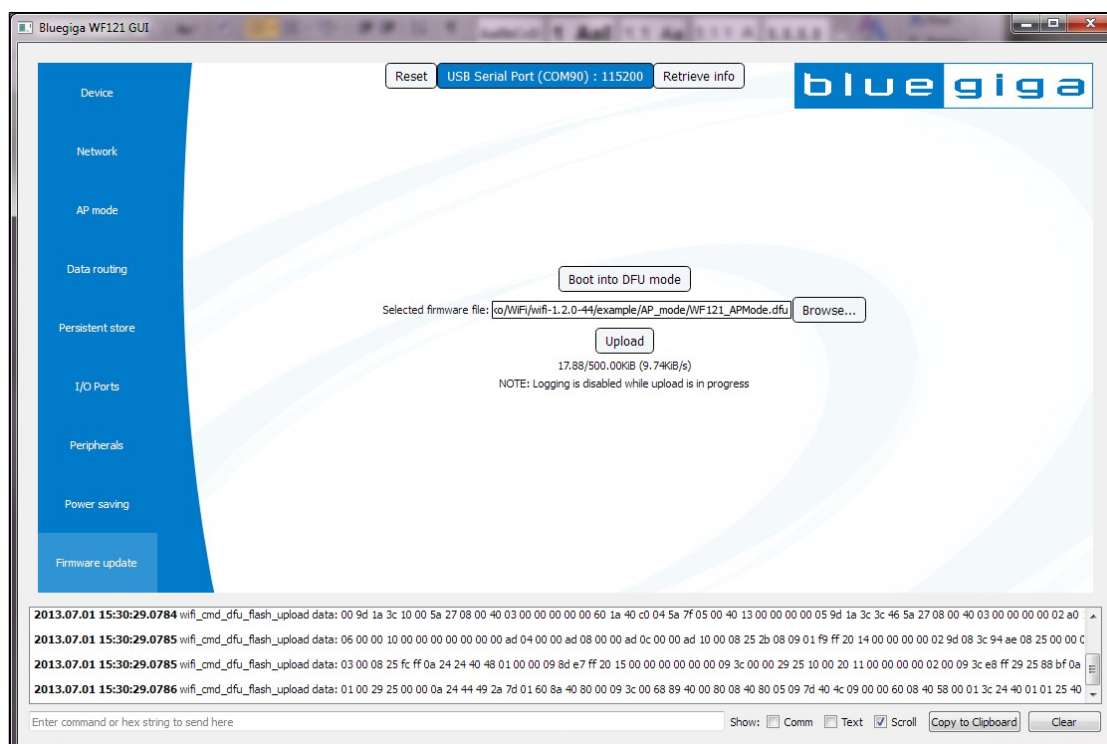 Bluegiga WF121 GUI
Reset USB Serial Port (COM90) : 115200 Retrieve info
bluegiga
Device
Network
AP mode
Data routing
Persistent store
I/O Ports
Peripherals
Power saving
Firmware update
Boot into DFU mode
Selected firmware file: ko/WiFi/wifi-1.2.0-44/example/AP_mode/WF121_APMode.dfu Browse...
Upload
17.88/500.00KiB (9.74KiB/s)
NOTE: Logging is disabled while upload is in progress
2013.07.01 15:30:29.0784 wifi_cmd_dfu_flash_upload data: 00 9d 1a 3c 10 00 5a 27 08 00 40 03 00 00 00 00 00 60 1a 40 c0 04 5a 7f 05 00 40 13 00 00 00 00 05 9d 1a 3c 3c 46 5a 27 08 00 40 03 00 00 00 00 02 a0
2013.07.01 15:30:29.0785 wifi_cmd_dfu_flash_upload data: 06 00 00 10 00 00 00 00 00 00 00 ad 04 00 00 ad 08 00 00 ad 0c 00 00 ad 10 00 08 25 2b 08 09 01 f9 ff 20 14 00 00 00 00 02 9d 08 3c 94 ae 08 25 00 00
2013.07.01 15:30:29.0785 wifi_cmd_dfu_flash_upload data: 03 00 08 25 fc ff 0a 24 24 40 48 01 00 00 09 8d e7 ff 20 15 00 00 00 00 00 00 09 3c 00 00 29 25 10 00 20 11 00 00 00 00 02 00 09 3c e8 ff 29 25 88 bf 0a
2013.07.01 15:30:29.0786 wifi_cmd_dfu_flash_upload data: 01 00 29 25 00 00 0a 24 44 49 2a 7d 01 60 8a 40 80 00 09 3c 00 68 89 40 00 80 08 40 80 05 09 7d 40 4c 09 00 00 60 08 40 58 00 01 3c 24 40 01 01 25 40
Enter command or hex string to send here Show: Comm Text Scroll Copy to Clipboard Clear